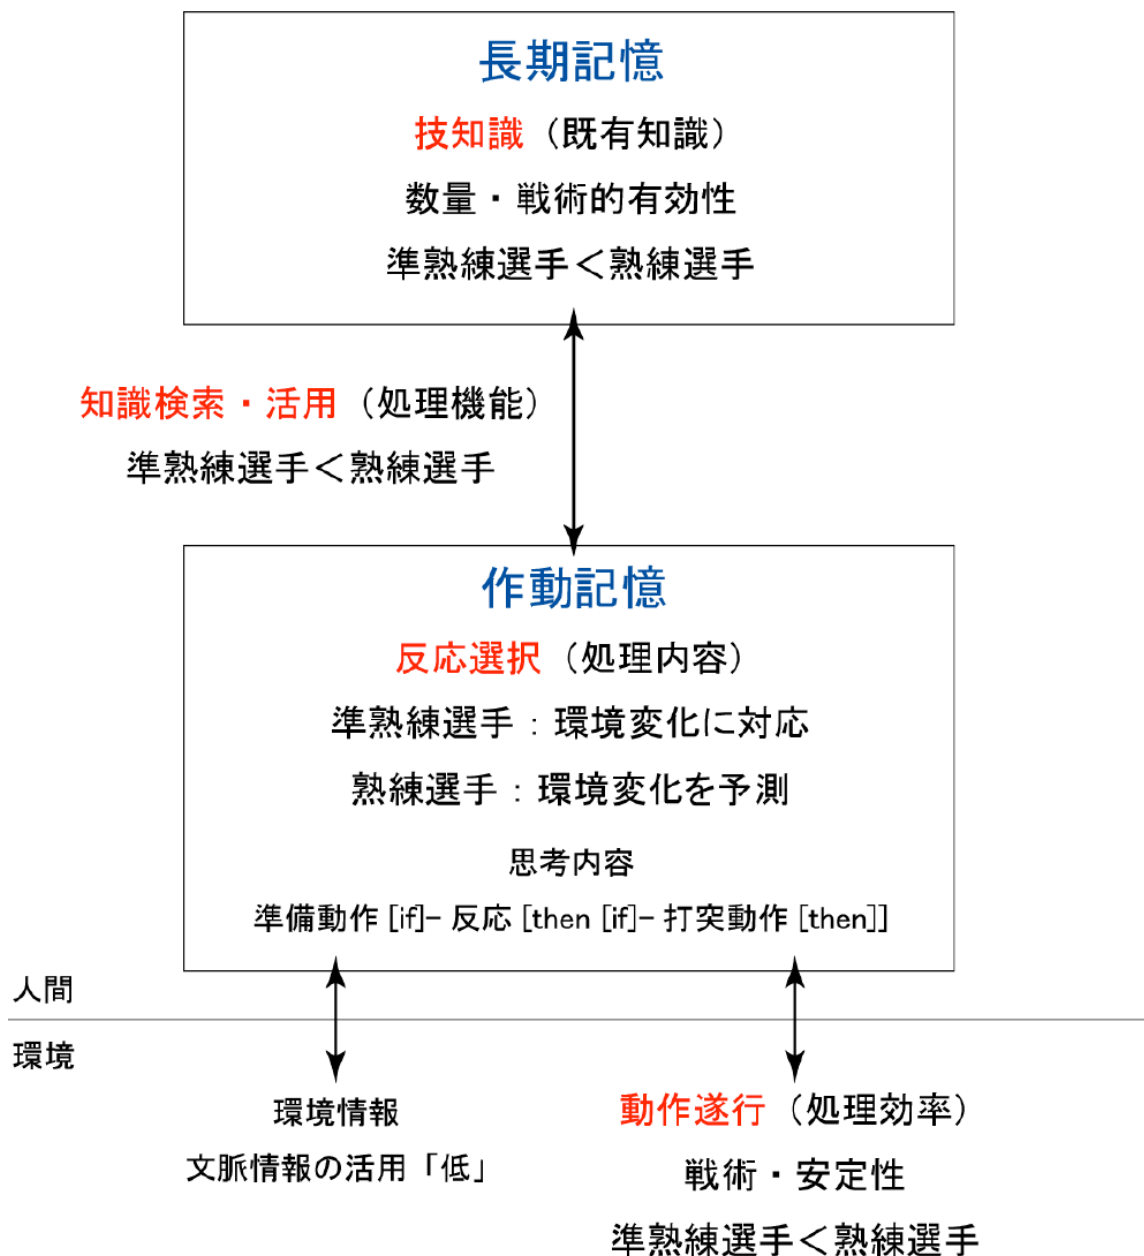 長期記憶
技知識（既有知識）
数量・戦術的有効性
準熟練選手＜熟練選手
知識検索・活用（処理機能）
準熟練選手＜熟練選手
作動記憶
反応選択（処理内容）
準熟練選手：環境変化に対応
熟練選手：環境変化を予測
思考内容
準備動作 [if]− 反応 [then [if]− 打突動作 [then]]
人間
環境
環境情報
文脈情報の活用「低」
動作遂行（処理効率）
戦術・安定性
準熟練選手＜熟練選手